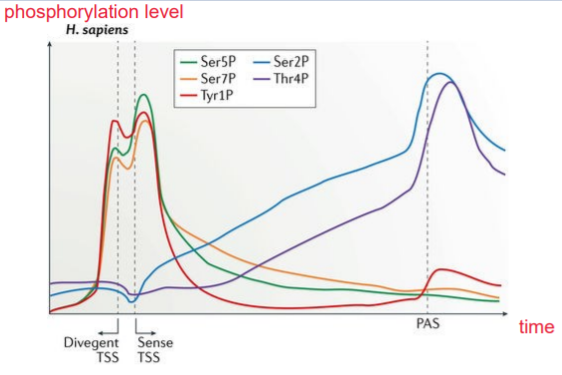 phosphorylation level
H. sapiens
Ser5P
Ser2P
Ser7P
Thr4P
Tyr1P
PAS
time
Divegent
TSS
Sense
TSS